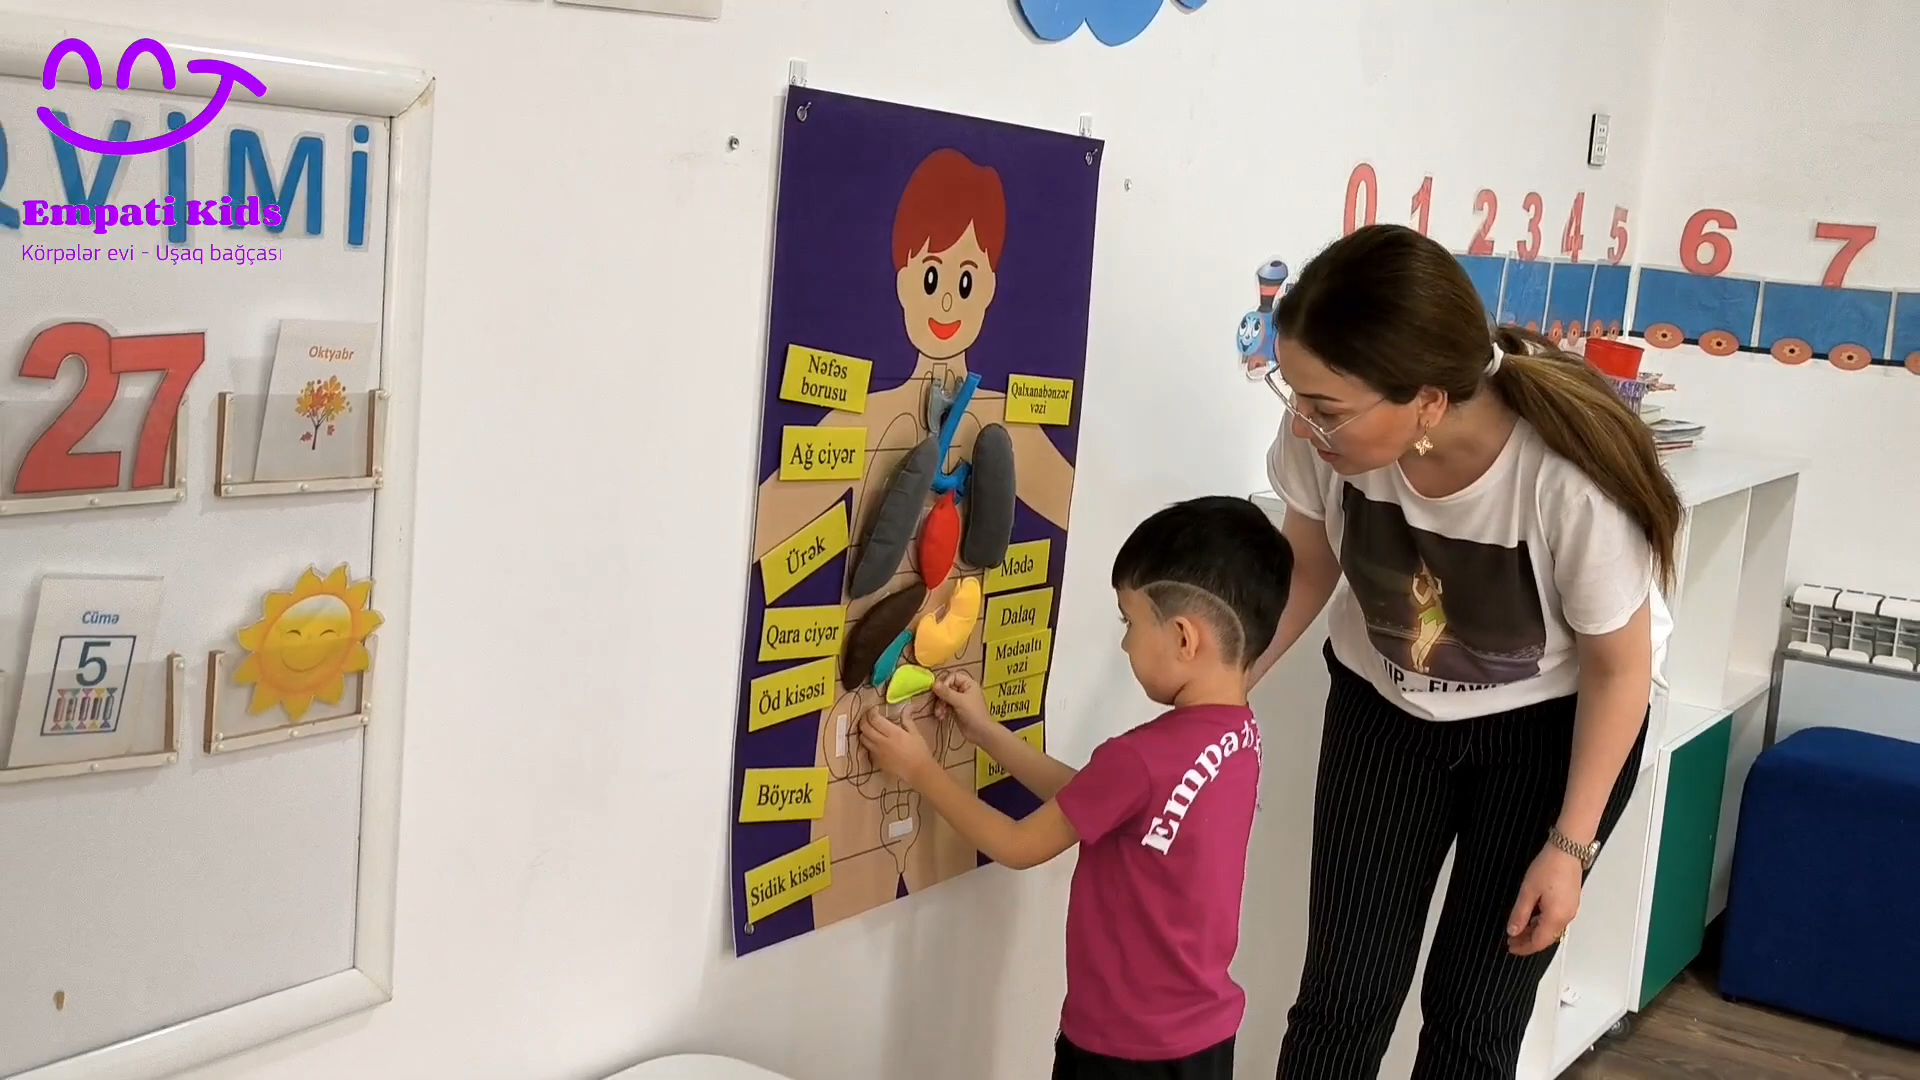 QVİMİ
Empati Kids
Körpələr evi - Uşaq bağçası
27
Oktyabr
Cümə
5
Nəfəs
borusu
Qalxanabənzər
vəzi
Ağ ciyər
Ürək
Mədə
Qara ciyər
Dalaq
Mədəaltı
vəzi
Öd kisəsi
Nazik
bağırsaq
Böyrək
Sidik kisəsi
0 1 2 3 4 5 6 7
Empati